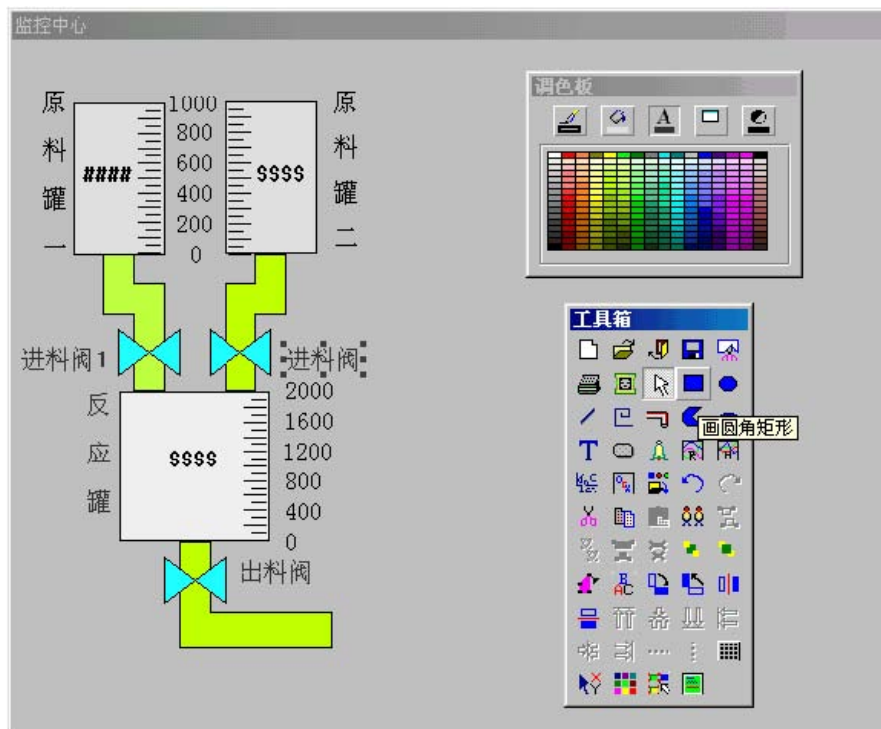 监控中心
调色板
A
原料罐一
####
1000
800
600
400
200
0
$$$$
原料罐二
工具箱
画圆角矩形
T
进料阀1
进料阀
反应罐
$$$$
2000
1600
1200
800
400
0
出料阀